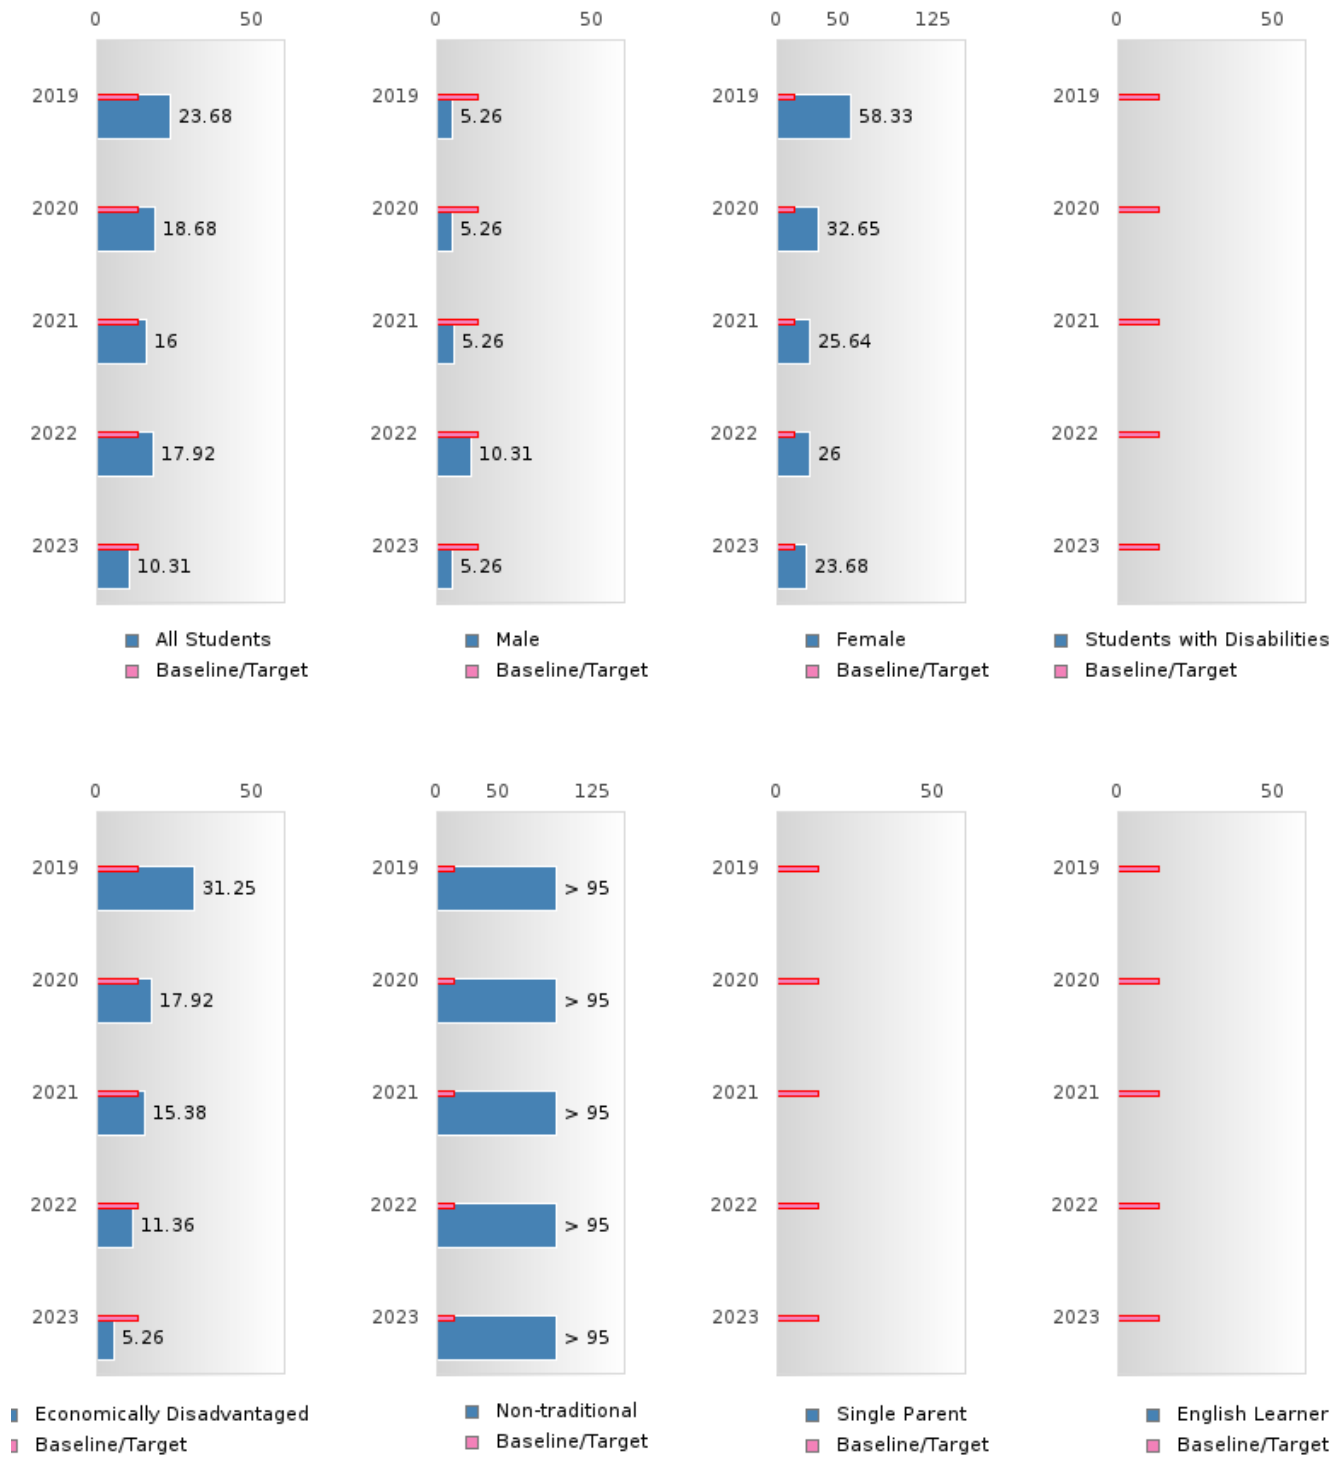 0 50
2019 23.68
2020 18.68
2021 16
2022 17.92
2023 10.31
All Students
Baseline/Target
0 50
2019 5.26
2020 5.26
2021 5.26
2022 10.31
2023 5.26
Male
Baseline/Target
0 50 125
2019 58.33
2020 32.65
2021 25.64
2022 26
2023 23.68
Female
Baseline/Target
0 50
2019
2020
2021
2022
2023
Students with Disabilities
Baseline/Target
0 50
2019 31.25
2020 17.92
2021 15.38
2022 11.36
2023 5.26
Economically Disadvantaged
Baseline/Target
0 50 125
2019 > 95
2020 > 95
2021 > 95
2022 > 95
2023 > 95
Non-traditional
Baseline/Target
0 50
2019
2020
2021
2022
2023
Single Parent
Baseline/Target
0 50
2019
2020
2021
2022
2023
English Learner
Baseline/Target